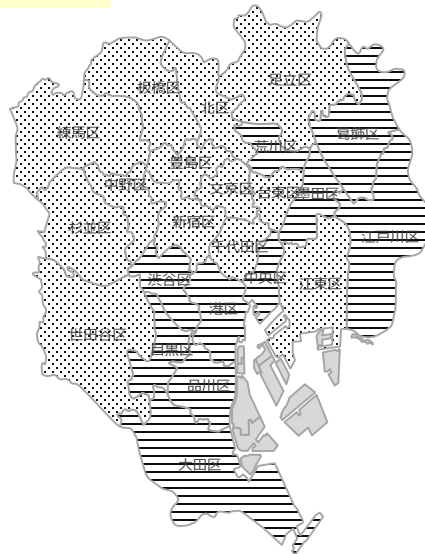 足立区
板橋区
北区
葛飾区
練馬区
荒川区
豊島区
中野区
文京区
台東区
墨田区
杉並区
新宿区
江戸川区
千代田区
渋谷区
中央区
江東区
港区
世田谷区
目黒区
品川区
大田区